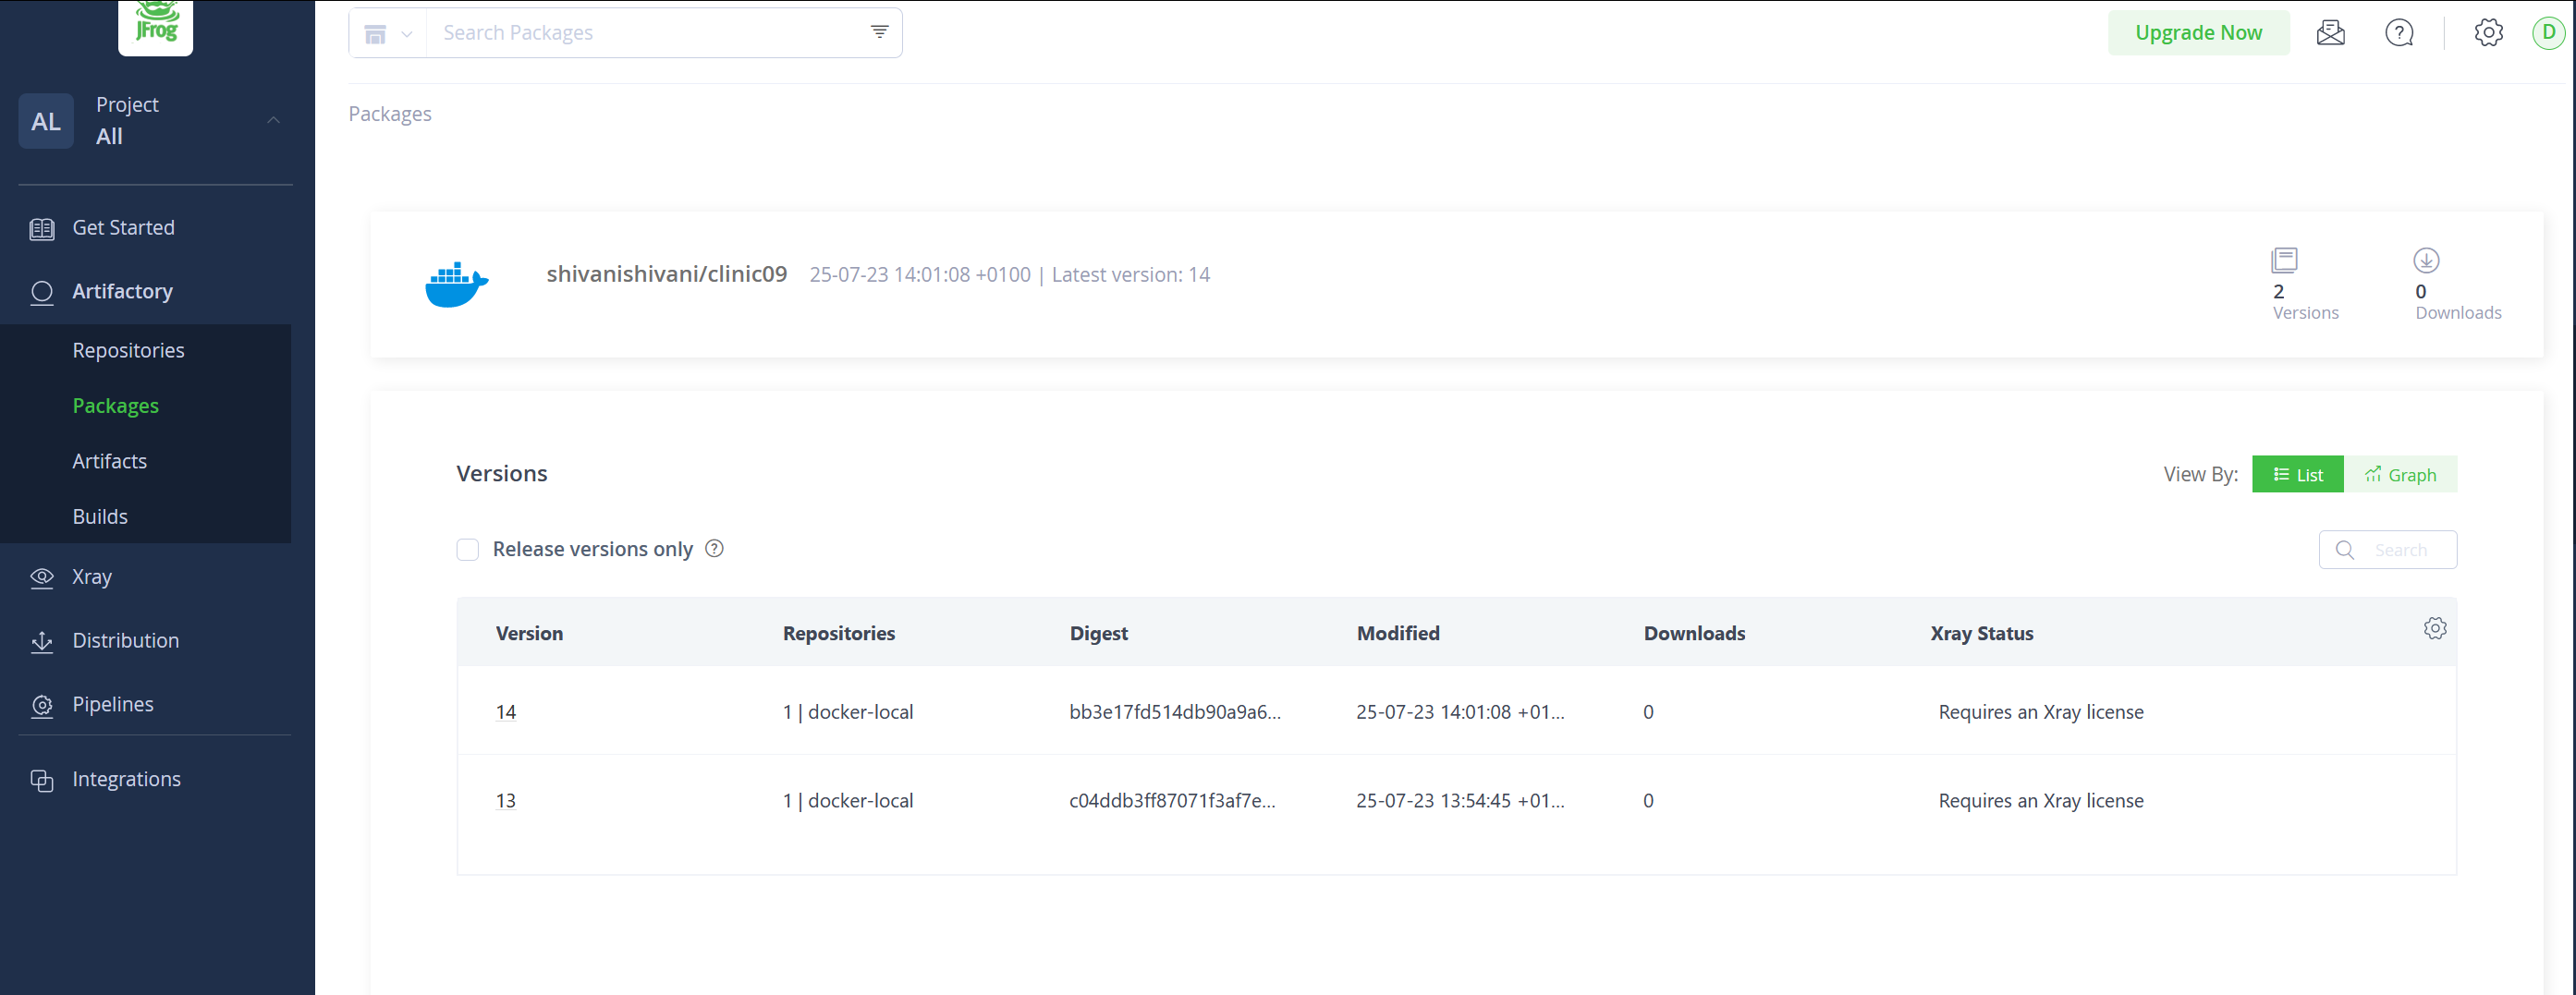 JFrog
Search Packages
Upgrade Now
D
AL
Project
All
Packages
Get Started
Artifactory
Repositories
Packages
Artifacts
Builds
Xray
Distribution
Pipelines
Integrations
shivanishivani/clinic09 25-07-23 14:01:08 +0100 | Latest version: 14
2
Versions
0
Downloads
Versions
View By: List Graph
Release versions only ?
Search
Version Repositories Digest Modified Downloads Xray Status
14 1 | docker-local bb3e17fd514db90a9a6... 25-07-23 14:01:08 +01... 0 Requires an Xray license
13 1 | docker-local c04ddb3ff87071f3af7e... 25-07-23 13:54:45 +01... 0 Requires an Xray license